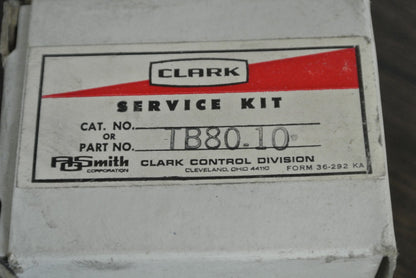 CLARK
SERVICE KIT
CAT. NO.
OR
PART NO. TB80-10
AOSmith CLARK CONTROL DIVISION
CORPORATION CLEVELAND, OHIO 44110 FORM 36-292 KA